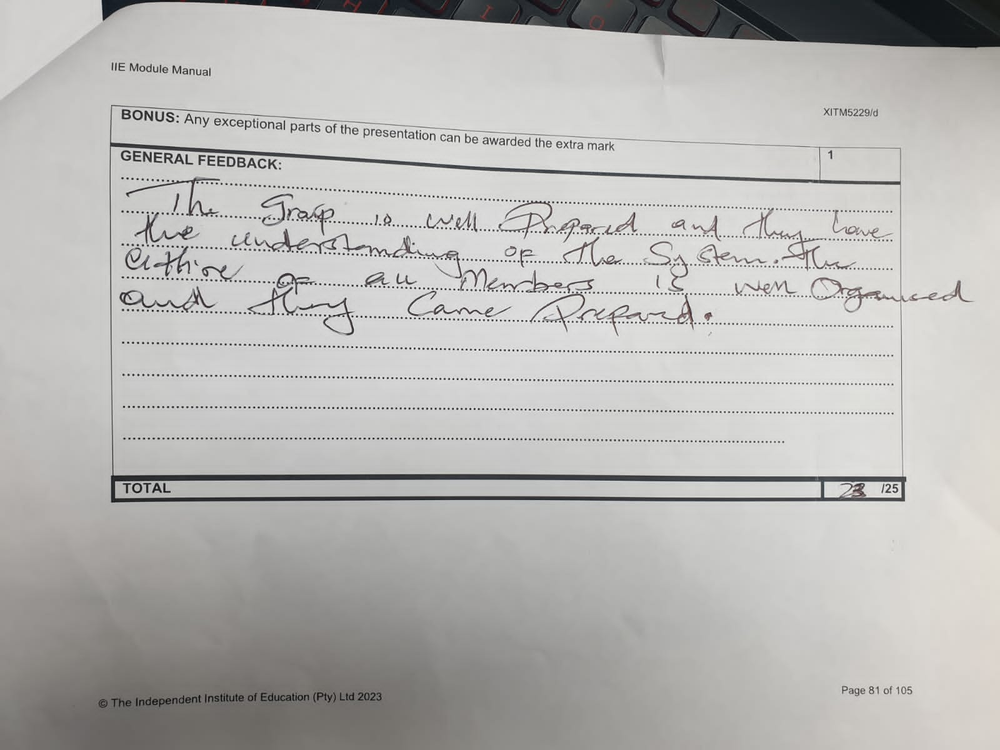 IIE Module Manual
XITM5229/d
BONUS: Any exceptional parts of the presentation can be awarded the extra mark
1
GENERAL FEEDBACK:
The Group is well Prepared and they have
the understanding of the System. The
attire of all Members is well Organised
and they Came Prepared.
TOTAL
23 /25
© The Independent Institute of Education (Pty) Ltd 2023
Page 81 of 105